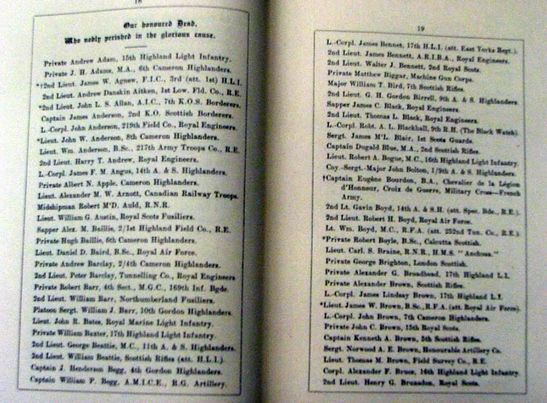 18
Our honoured Dead,
Who nobly perished in the glorious cause.
Private Andrew Adam, 15th Highland Light Infantry.
Private J. H. Adams, M.A., 6th Cameron Highlanders.
*†2nd Lieut. James W. Agnew, F.I.C., 3rd (att. 1st) H.L.I.
2nd Lieut. Andrew Danskin Aitken, 1st Low. Fld. Co., R.E.
*2nd Lieut. John L. S. Allan, A.I.C., 7th K.O.S. Borderers.
Captain James Anderson, 2nd K.O. Scottish Borderers.
L.-Corpl. John Anderson, 219th Field Co., Royal Engineers.
*Lieut. John W. Anderson, 8th Cameron Highlanders.
Lieut. Wm. Anderson, B.Sc., 217th Army Troops Co., R.E.
2nd Lieut. Harry T. Andrew, Royal Engineers.
L.-Corpl. James F. M. Angus, 14th A. & S. Highlanders.
Private Albert N. Apple, Cameron Highlanders.
Lieut. Alexander M. W. Arnott, Canadian Railway Troops.
Midshipman Robert M'D. Auld, R.N.R.
Lieut. William G. Austin, Royal Scots Fusiliers.
Sapper Alex. M. Baillie, 2/1st Highland Field Co., R.E.
Private Hugh Baillie, 6th Cameron Highlanders.
Lieut. Daniel D. Baird, B.Sc., Royal Air Force.
Private Andrew Barclay, 2/4th Cameron Highlanders.
2nd Lieut. Peter Barclay, Tunnelling Co., Royal Engineers
Private Robert Barr, 4th Sect., M.G.C., 169th Inf. Bgde.
2nd Lieut. William Barr, Northumberland Fusiliers.
Platoon Sergt. William J. Barr, 10th Gordon Highlanders.
Lieut. John R. Bates, Royal Marine Light Infantry.
Private William Baxter, 17th Highland Light Infantry.
2nd Lieut. George Beattie, M.C., 11th A. & S. Highlanders.
2nd Lieut. William Beattie, Scottish Rifles (att. H.L.I.).
Captain J. Henderson Begg, 4th Gordon Highlanders.
Captain William P. Begg, A.M.I.C.E., R.G. Artillery.
19
L.-Corpl. James Bennet, 17th H.L.I. (att. East Yorks Regt.).
2nd Lieut. James Bennett, A.R.I.B.A., Royal Engineers.
2nd Lieut. Walter J. Bennett, 2nd Royal Scots.
Private Matthew Biggar, Machine Gun Corps.
Major William T. Bird, 7th Scottish Rifles.
2nd Lieut. G. H. Gordon Birrell, 9th A. & S. Highlanders.
Sapper James C. Black, Royal Engineers.
2nd Lieut. Thomas L. Black, Royal Engineers.
L.-Corpl. Robt. A. L. Blackhall, 9th R.H. (The Black Watch).
Sergt. James M'L. Blair, 1st Scots Guards.
Captain Dugald Blue, M.A., 2nd Scottish Rifles.
Lieut. Robert A. Bogue, M.C., 16th Highland Light Infantry.
Coy.-Sergt.-Major John Bolton, 1/9th A. & S. Highlanders.
†Captain Eugène Bourdon, B.A., Chevalier de la Légion
d'Honneur, Croix de Guerre, Military Cross—French
Army.
2nd Lt. Gavin Boyd, 14th A. & S.H. (att. Spec. Bde., R.E.)
2nd Lieut. Robert H. Boyd, Royal Air Force.
Lt. Wm. Boyd, M.C., R.F.A. (att. 252nd Tun. Co., R.E.).
*Private Robert Boyle, B.Sc., Calcutta Scottish.
Lieut. Carl S. Braine, R.N.R., H.M.S. "Anchusa."
Private George Brighton, London Scottish.
Private Alexander G. Broadhead, 17th Highland L.I.
Private Alexander Brown, Scottish Rifles.
L.-Corpl. James Lindsay Brown, 17th Highland L.I.
*Lieut. James W. Brown, B.Sc., R.F.A. (att. Royal Air Force).
L.-Corpl. John Brown, 7th Cameron Highlanders.
Private John C. Brown, 15th Royal Scots.
Captain Kenneth A. Brown, 5th Scottish Rifles.
Sergt. Norwood A. E. Brown, Honourable Artillery Co.
Lieut. Thomas M. Brown, Field Survey Co., R.E.
Corpl. Alexander F. Bruce, 16th Highland Light Infantry.
2nd Lieut. Henry G. Brunsdon, Royal Scots.